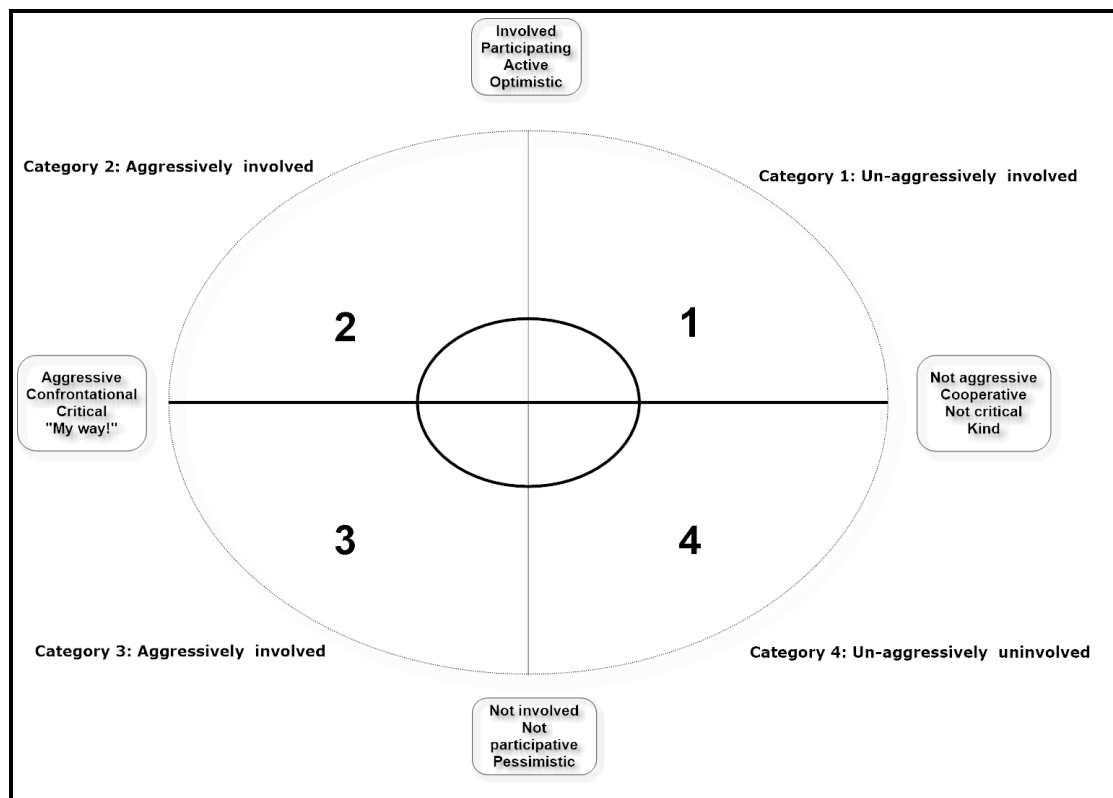 Involved
Participating
Active
Optimistic
Category 2: Aggressively involved
Category 1: Un-aggressively involved
2
1
Aggressive
Confrontational
Critical
"My way!"
Not aggressive
Cooperative
Not critical
Kind
3
4
Category 3: Aggressively involved
Category 4: Un-aggressively uninvolved
Not involved
Not
participative
Pessimistic